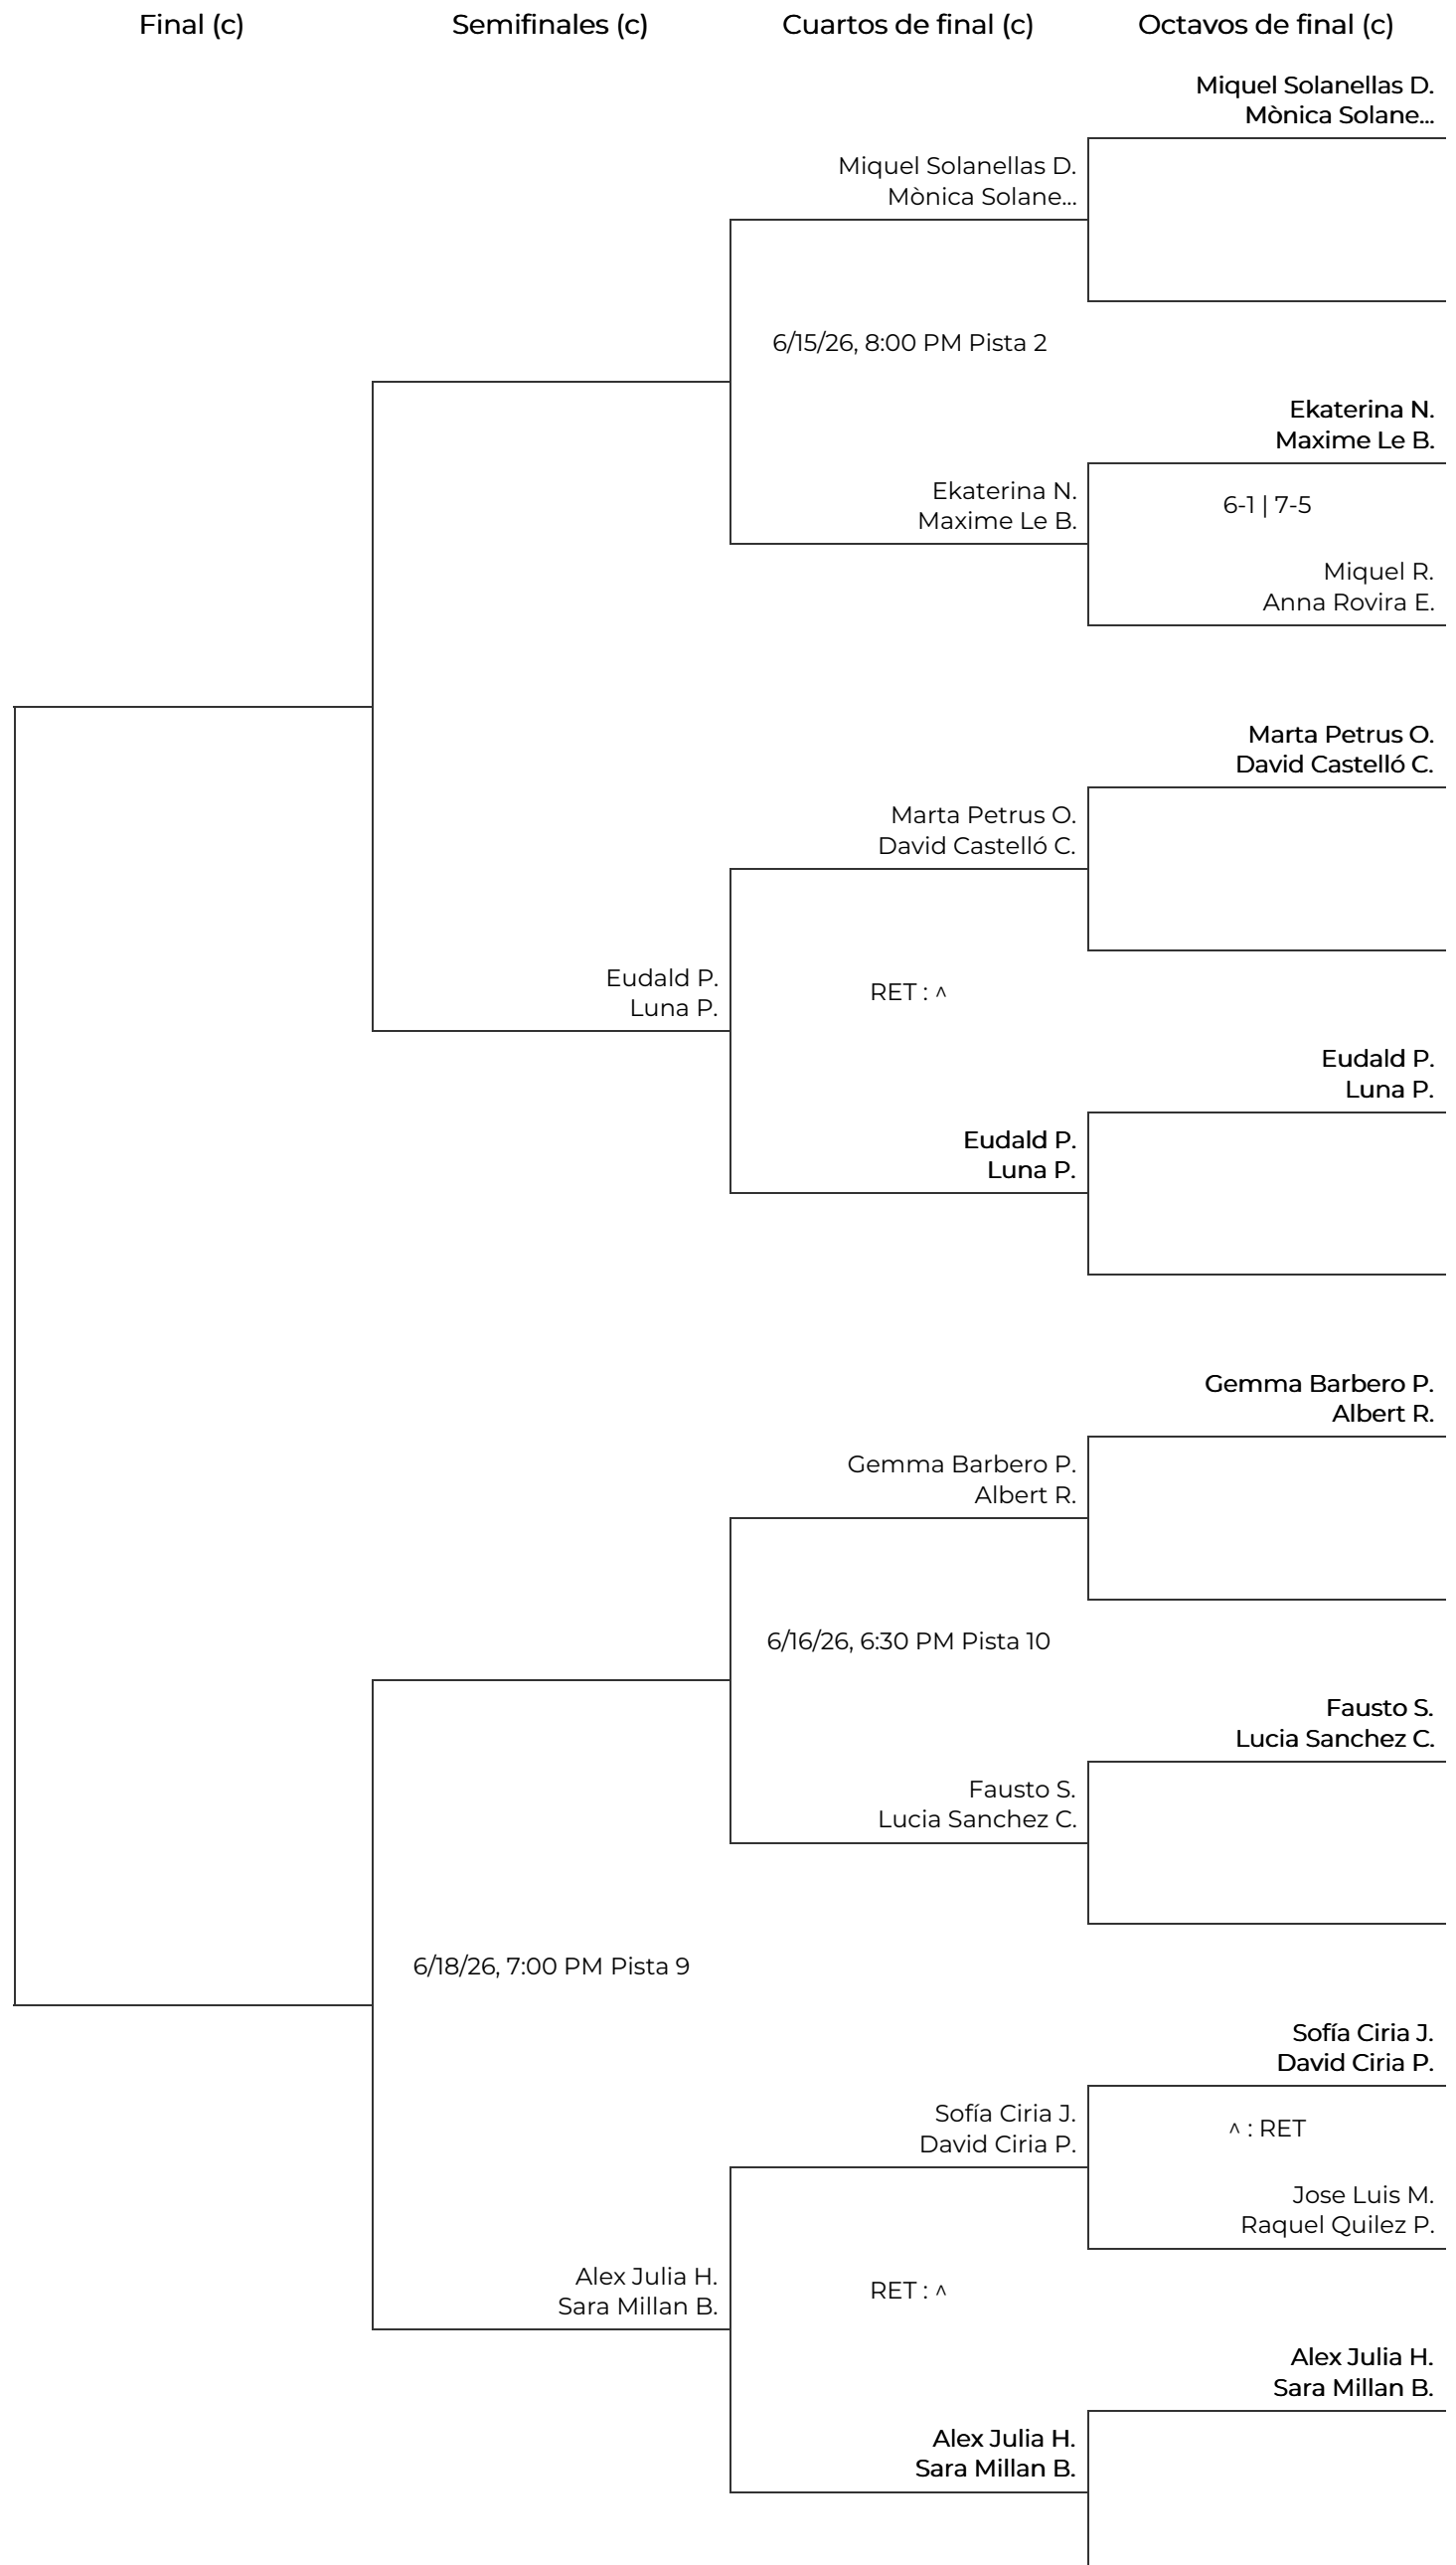 Final (c)
Semifinales (c)
Cuartos de final (c)
Octavos de final (c)
Miquel Solanellas D.
Mònica Solane...
Miquel Solanellas D.
Mònica Solane...
6/15/26, 8:00 PM Pista 2
Ekaterina N.
Maxime Le B.
Ekaterina N.
Maxime Le B.
6-1 | 7-5
Miquel R.
Anna Rovira E.
Marta Petrus O.
David Castelló C.
Marta Petrus O.
David Castelló C.
Eudald P.
Luna P.
RET : ^
Eudald P.
Luna P.
Eudald P.
Luna P.
Gemma Barbero P.
Albert R.
Gemma Barbero P.
Albert R.
6/16/26, 6:30 PM Pista 10
Fausto S.
Lucia Sanchez C.
Fausto S.
Lucia Sanchez C.
6/18/26, 7:00 PM Pista 9
Sofía Ciria J.
David Ciria P.
Sofía Ciria J.
David Ciria P.
^ : RET
Jose Luis M.
Raquel Quilez P.
Alex Julia H.
Sara Millan B.
RET : ^
Alex Julia H.
Sara Millan B.
Alex Julia H.
Sara Millan B.